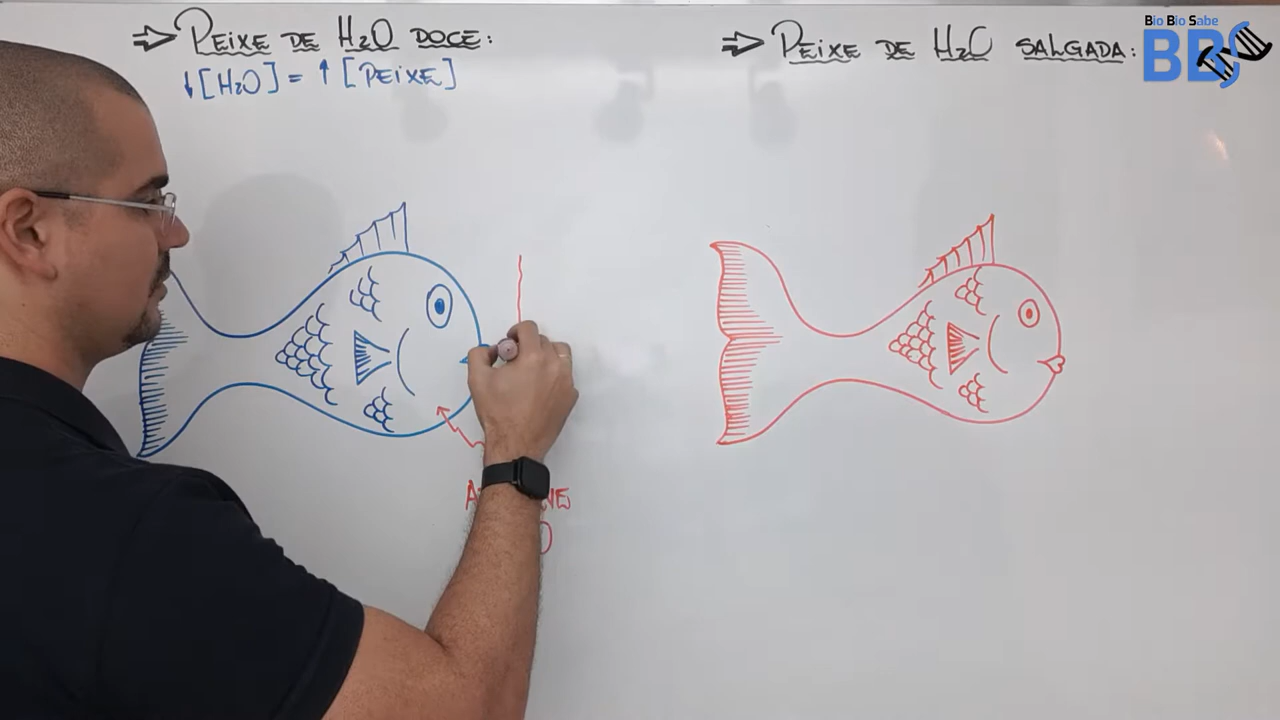 ⇒ PEIXE DE H₂O DOCE:
↓[H₂O] = ↑[PEIXE]
⇒ PEIXE DE H₂O SALGADA:
Bio Bio Sabe
BBS